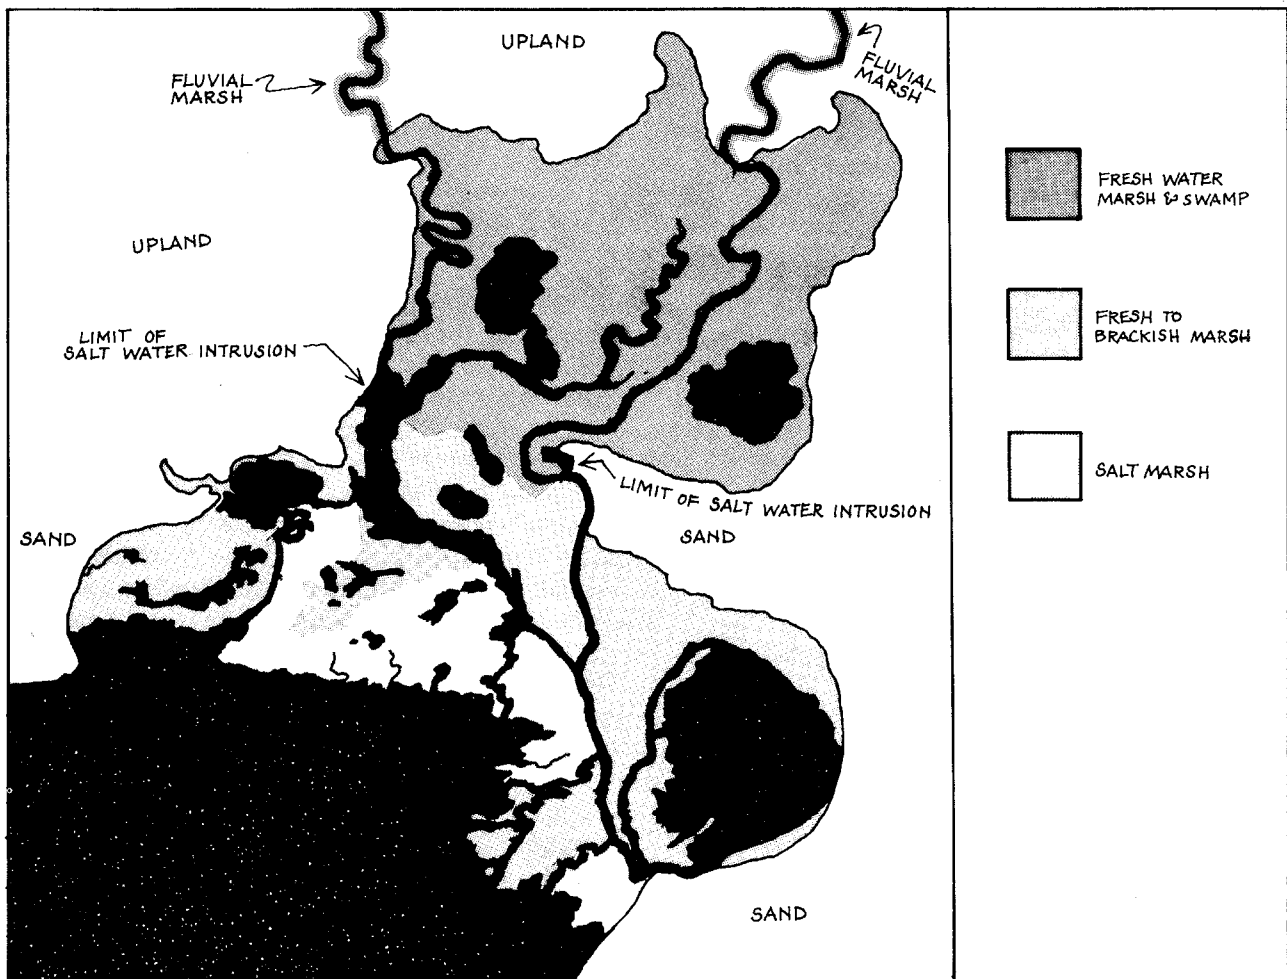 UPLAND
FLUVIAL
MARSH
FLUVIAL
MARSH
UPLAND
LIMIT OF
SALT WATER INTRUSION
LIMIT OF SALT WATER INTRUSION
SAND
SAND
SAND
FRESH WATER
MARSH & SWAMP
FRESH TO
BRACKISH MARSH
SALT MARSH